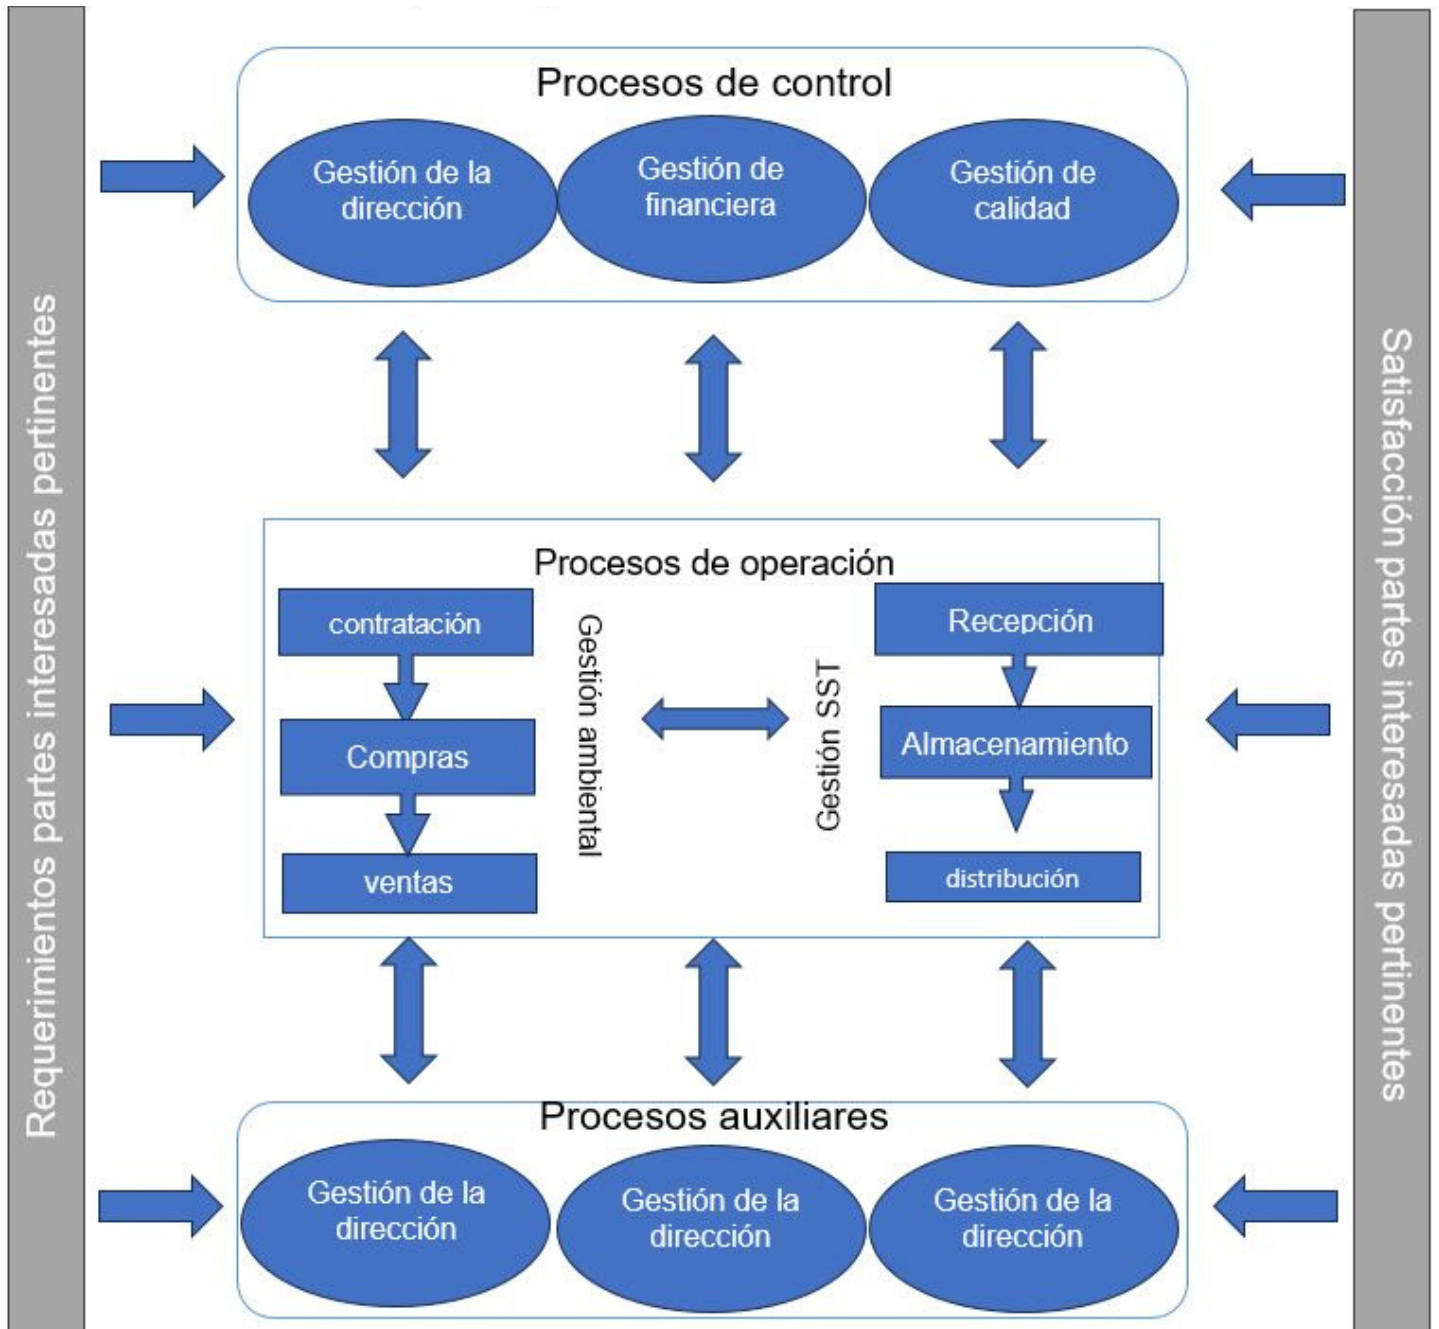 Requerimientos partes interesadas pertinentes
Procesos de control
Gestión de la
dirección
Gestión de
financiera
Gestión de
calidad
Procesos de operación
contratación
Compras
ventas
Gestión ambiental
Gestión SST
Recepción
Almacenamiento
distribución
Procesos auxiliares
Gestión de la
dirección
Gestión de la
dirección
Gestión de la
dirección
Satisfacción partes interesadas pertinentes